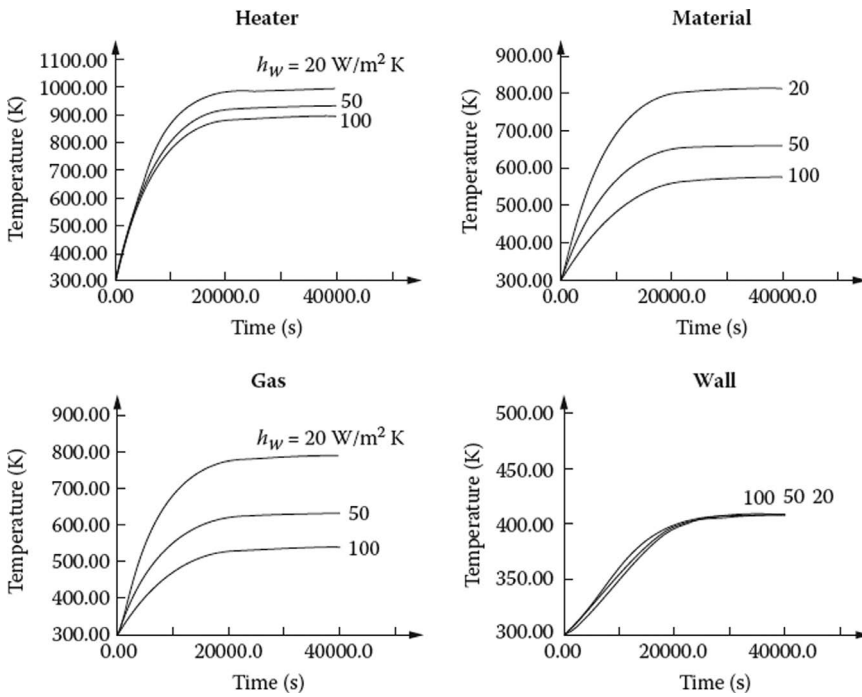 Heater
1100.00
1000.00
900.00
800.00
700.00
600.00
500.00
400.00
300.00
Temperature (K)
h_w = 20 W/m² K
50
100
0.00 20000.0 40000.0
Time (s)
Material
900.00
800.00
700.00
600.00
500.00
400.00
300.00
Temperature (K)
20
50
100
0.00 20000.0 40000.0
Time (s)
Gas
900.00
800.00
700.00
600.00
500.00
400.00
300.00
Temperature (K)
h_w = 20 W/m² K
50
100
0.00 20000.0 40000.0
Time (s)
Wall
500.00
450.00
400.00
350.00
300.00
Temperature (K)
100 50 20
0.00 20000.0 40000.0
Time (s)